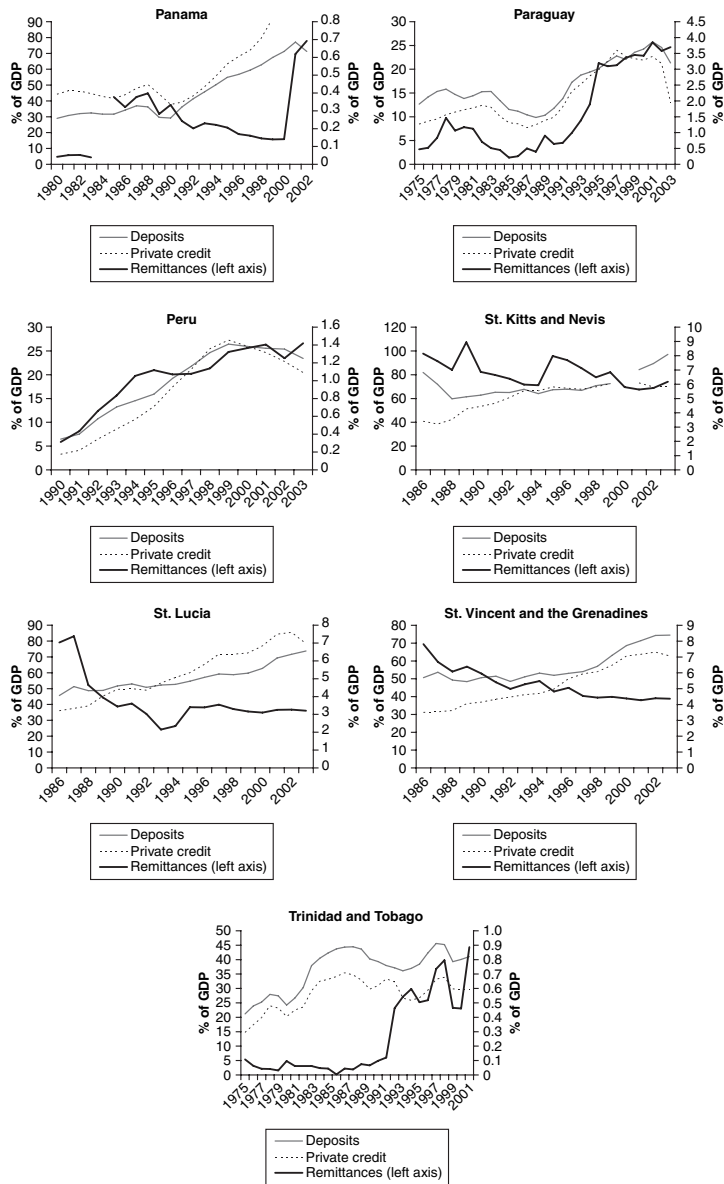 Panama
% of GDP
90
80
70
60
50
40
30
20
10
0
0.8
0.7
0.6
0.5
0.4
0.3
0.2
0.1
0
% of GDP
1980 1982 1984 1986 1988 1990 1992 1994 1996 1998 2000 2002
Deposits
Private credit
Remittances (left axis)
Paraguay
% of GDP
30
25
20
15
10
5
0
4.5
4.0
3.5
3.0
2.5
2.0
1.5
1.0
0.5
0.0
% of GDP
1975 1977 1979 1981 1983 1985 1987 1989 1991 1993 1995 1997 1999 2001 2003
Deposits
Private credit
Remittances (left axis)
Peru
% of GDP
30
25
20
15
10
5
0
1.6
1.4
1.2
1.0
0.8
0.6
0.4
0.2
0.0
% of GDP
1990 1991 1992 1993 1994 1995 1996 1997 1998 1999 2000 2001 2002 2003
Deposits
Private credit
Remittances (left axis)
St. Kitts and Nevis
% of GDP
120
100
80
60
40
20
0
10
9
8
7
6
5
4
3
2
1
0
% of GDP
1986 1988 1990 1992 1994 1996 1998 2000 2002
Deposits
Private credit
Remittances (left axis)
St. Lucia
% of GDP
90
80
70
60
50
40
30
20
10
0
8
7
6
5
4
3
2
1
0
% of GDP
1986 1988 1990 1992 1994 1996 1998 2000 2002
Deposits
Private credit
Remittances (left axis)
St. Vincent and the Grenadines
% of GDP
80
70
60
50
40
30
20
10
0
9
8
7
6
5
4
3
2
1
0
% of GDP
1986 1988 1990 1992 1994 1996 1998 2000 2002
Deposits
Private credit
Remittances (left axis)
Trinidad and Tobago
% of GDP
50
45
40
35
30
25
20
15
10
5
0
1.0
0.9
0.8
0.7
0.6
0.5
0.4
0.3
0.2
0.1
0
% of GDP
1975 1977 1979 1981 1983 1985 1987 1989 1991 1993 1995 1997 1999 2001
Deposits
Private credit
Remittances (left axis)